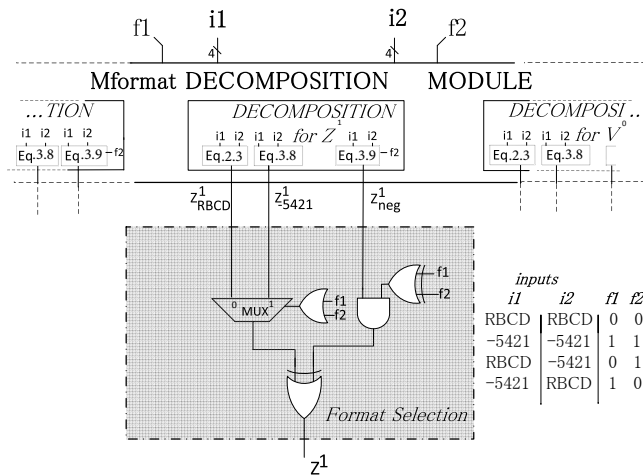 f1 i1 i2 f2
4 4
Mformat DECOMPOSITION MODULE
...TION
i1 i2 i1 i2
Eq.3.8 Eq.3.9 −f2
DECOMPOSITION
for Z¹
i1 i2 i1 i2 i1 i2
Eq.2.3 Eq.3.8 Eq.3.9 −f2
DECOMPOSI ..
for V⁰
i1 i2 i1 i2
Eq.2.3 Eq.3.8
Z¹RBCD Z¹-5421 Z¹neg
0 MUX 1
f1
f2
f1
f2
Format Selection
Z¹
inputs
i1 i2 f1 f2
RBCD RBCD 0 0
-5421 -5421 1 1
RBCD -5421 0 1
-5421 RBCD 1 0